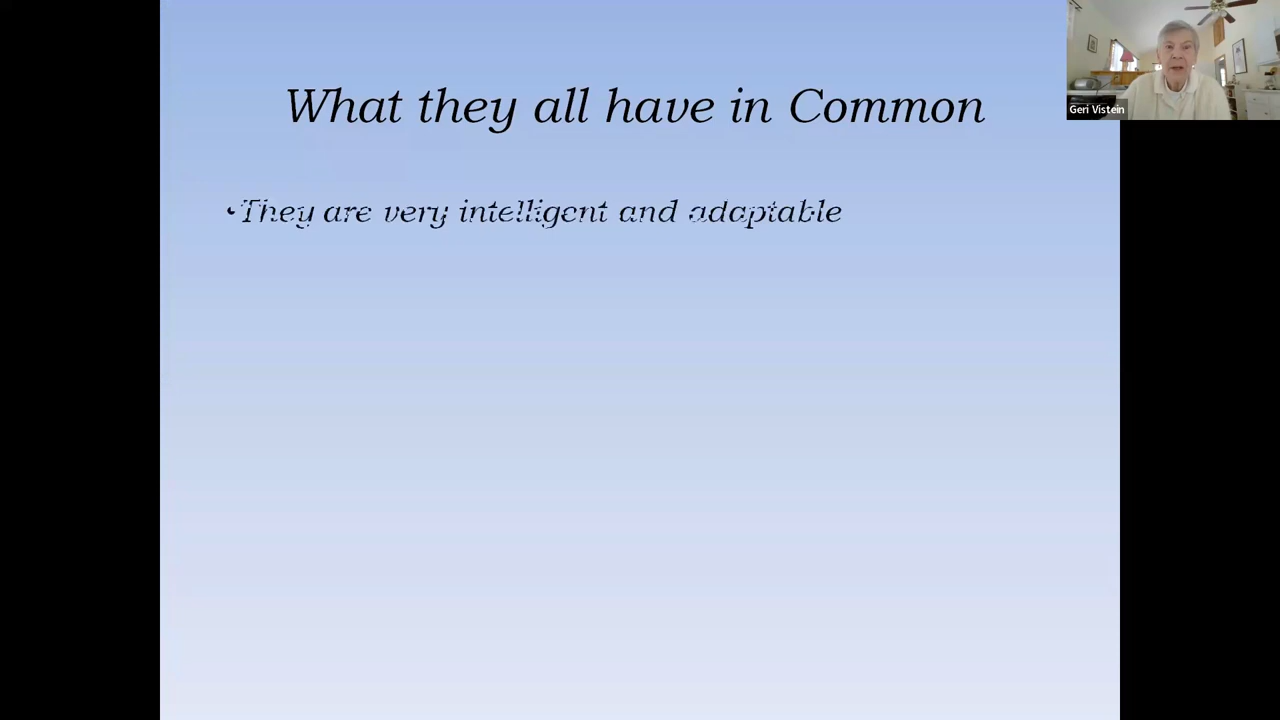 What they all have in Common
Geri Vistein
•They are very intelligent and adaptable